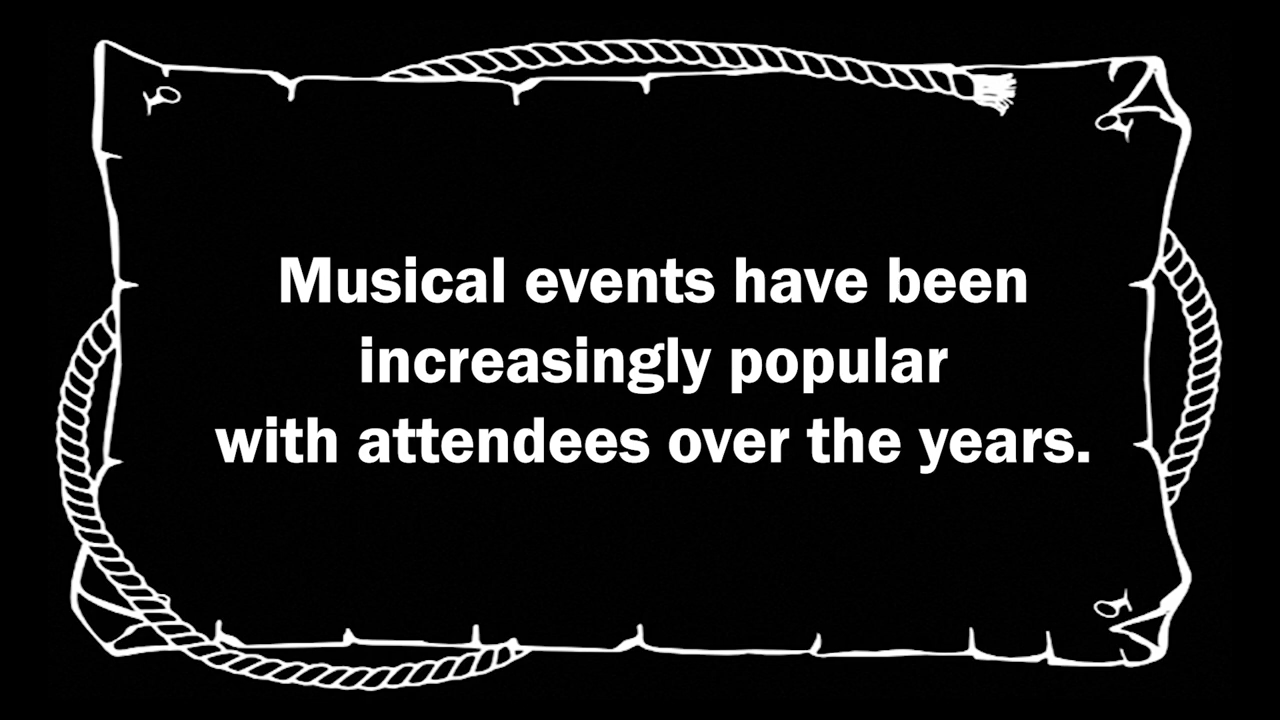 Musical events have been
increasingly popular
with attendees over the years.